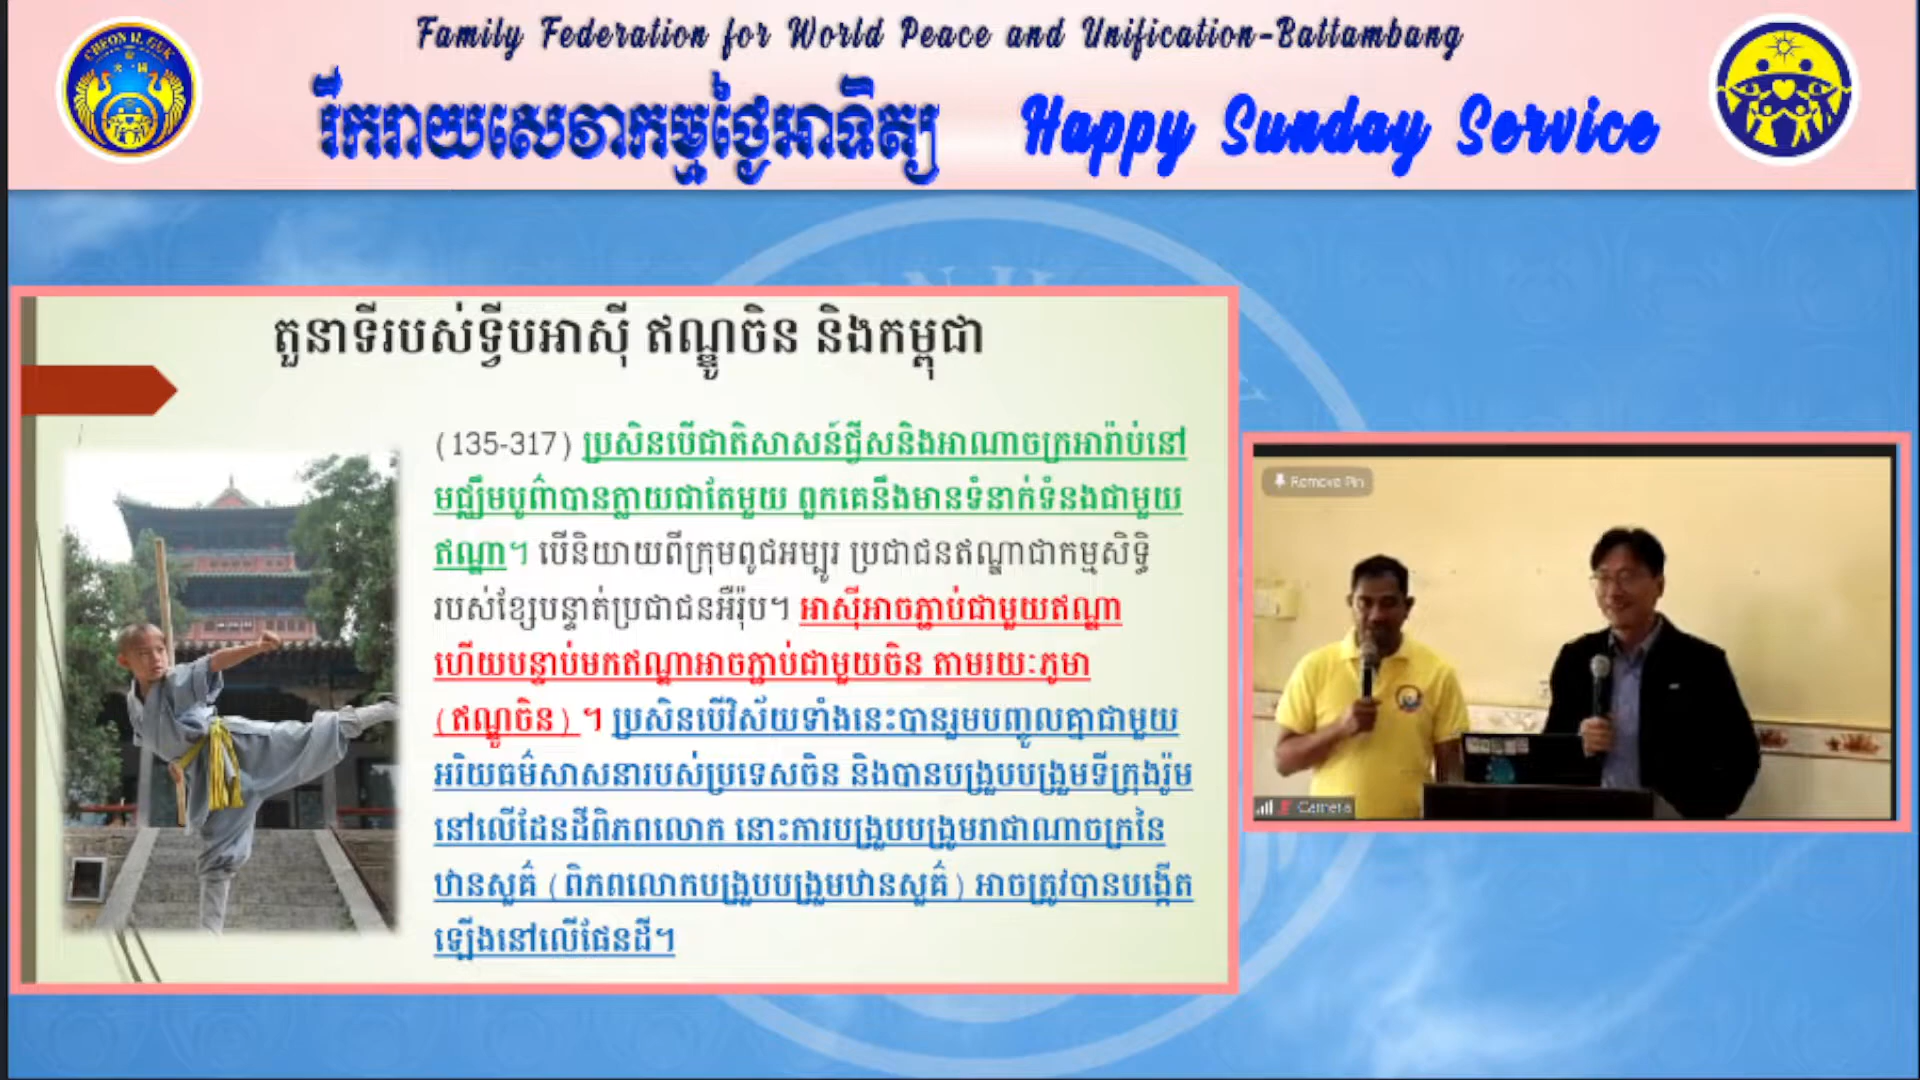 Family Federation for World Peace and Unification-Battambang
CHEON IL GUK
រីករាយសេវាកម្មថ្ងៃអាទិត្យ Happy Sunday Service
តួនាទីរបស់ទ្វីបអាស៊ី ឥណ្ឌូចិន និងកម្ពុជា
(135-317) ប្រសិនបើជាតិសាសន៍ជ្វីសនិងអាណាចក្រអារ៉ាប់នៅ
មជ្ឈឹមបូព៌ាបានក្លាយជាតែមួយ ពួកគេនឹងមានទំនាក់ទំនងជាមួយ
ឥណ្ឌា។ បើនិយាយពីក្រុមពូជអម្បូរ ប្រជាជនឥណ្ឌាជាកម្មសិទ្ធិ
របស់ខ្សែបន្ទាត់ប្រជាជនអឺរ៉ុប។ អាស៊ីអាចភ្ជាប់ជាមួយឥណ្ឌា
ហើយបន្ទាប់មកឥណ្ឌាអាចភ្ជាប់ជាមួយចិន តាមរយៈភូមា
(ឥណ្ឌូចិន) ។ ប្រសិនបើវិស័យទាំងនេះបានរួមបញ្ចូលគ្នាជាមួយ
អរិយធម៌សាសនារបស់ប្រទេសចិន និងបានបង្រួបបង្រួមទីក្រុងរ៉ូម
នៅលើដែនដីពិភពលោក នោះការបង្រួបបង្រួមរាជាណាចក្រនៃ
ឋានសួគ៌ (ពិភពលោកបង្រួបបង្រួមឋានសួគ៌) អាចត្រូវបានបង្កើត
ឡើងនៅលើផែនដី។
Remove Pin
Camera